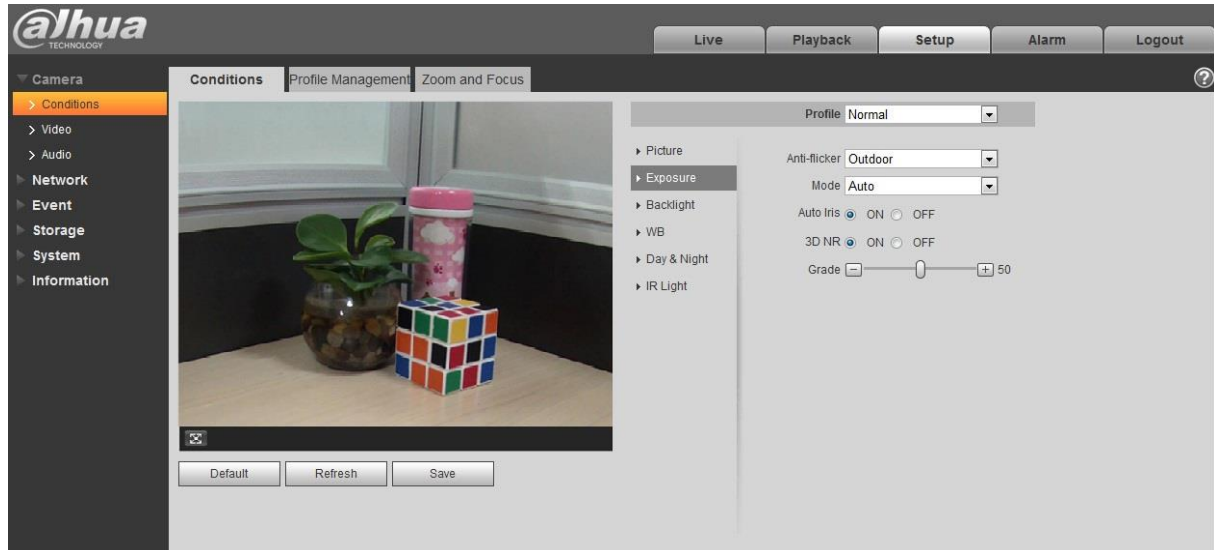 alhua
TECHNOLOGY
Live Playback Setup Alarm Logout
Camera
Conditions
Video
Audio
Network
Event
Storage
System
Information
Conditions Profile Management Zoom and Focus
?
Profile Normal
Picture
Exposure
Backlight
WB
Day & Night
IR Light
Anti-flicker Outdoor
Mode Auto
Auto Iris ON OFF
3D NR ON OFF
Grade - + 50
Default Refresh Save